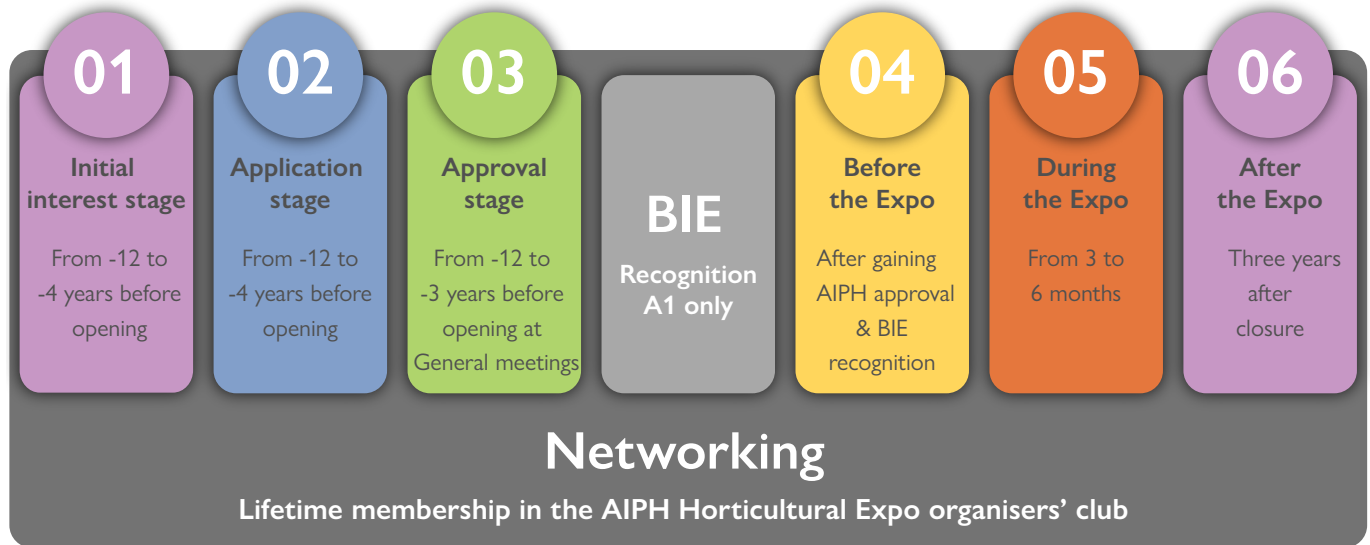 01
Initial
interest stage
From -12 to
-4 years before
opening
02
Application
stage
From -12 to
-4 years before
opening
03
Approval
stage
From -12 to
-3 years before
opening at
General meetings
BIE
Recognition
A1 only
04
Before
the Expo
After gaining
AIPH approval
& BIE
recognition
05
During
the Expo
From 3 to
6 months
06
After
the Expo
Three years
after
closure
Networking
Lifetime membership in the AIPH Horticultural Expo organisers’ club